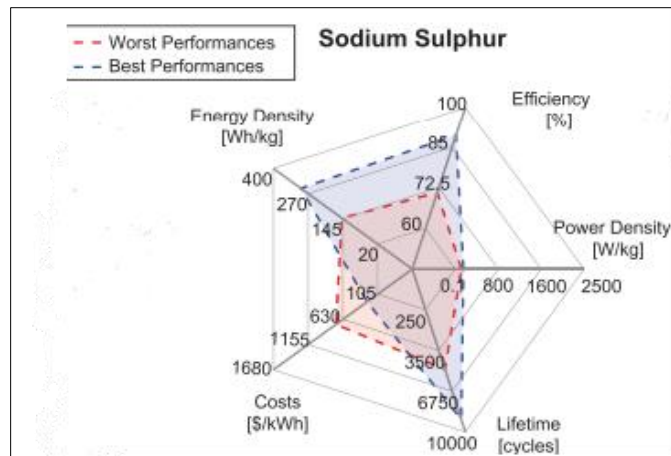 Worst Performances
Best Performances
Sodium Sulphur
Energy Density
[Wh/kg]
Efficiency
[%]
100
85
72.5
60
400
270
145
20
Power Density
[W/kg]
0.1
800
1600
2500
105
630
1155
1680
Costs
[$/kWh]
250
3500
6750
10000
Lifetime
[cycles]